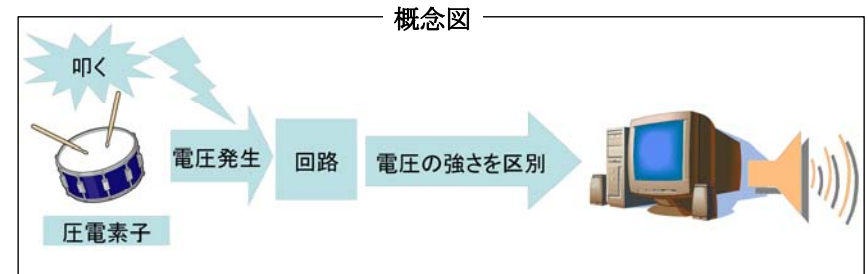 概念図
叩く
電圧発生
回路
電圧の強さを区別
圧電素子